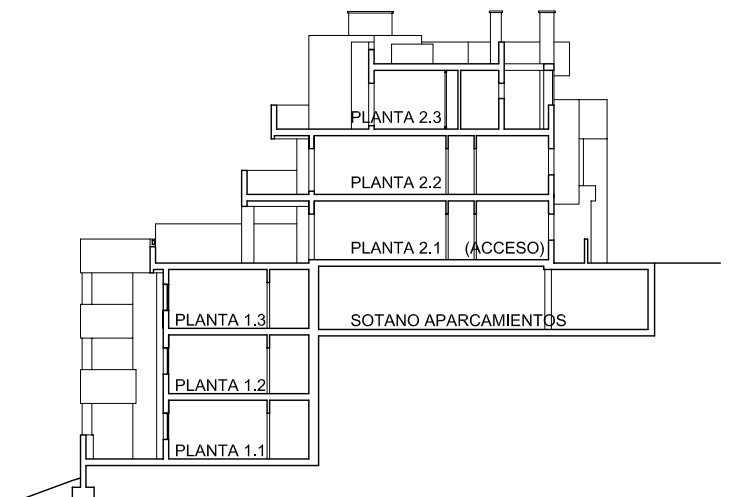 PLANTA 2.3
PLANTA 2.2
PLANTA 2.1 (ACCESO)
PLANTA 1.3 SOTANO APARCAMIENTOS
PLANTA 1.2
PLANTA 1.1